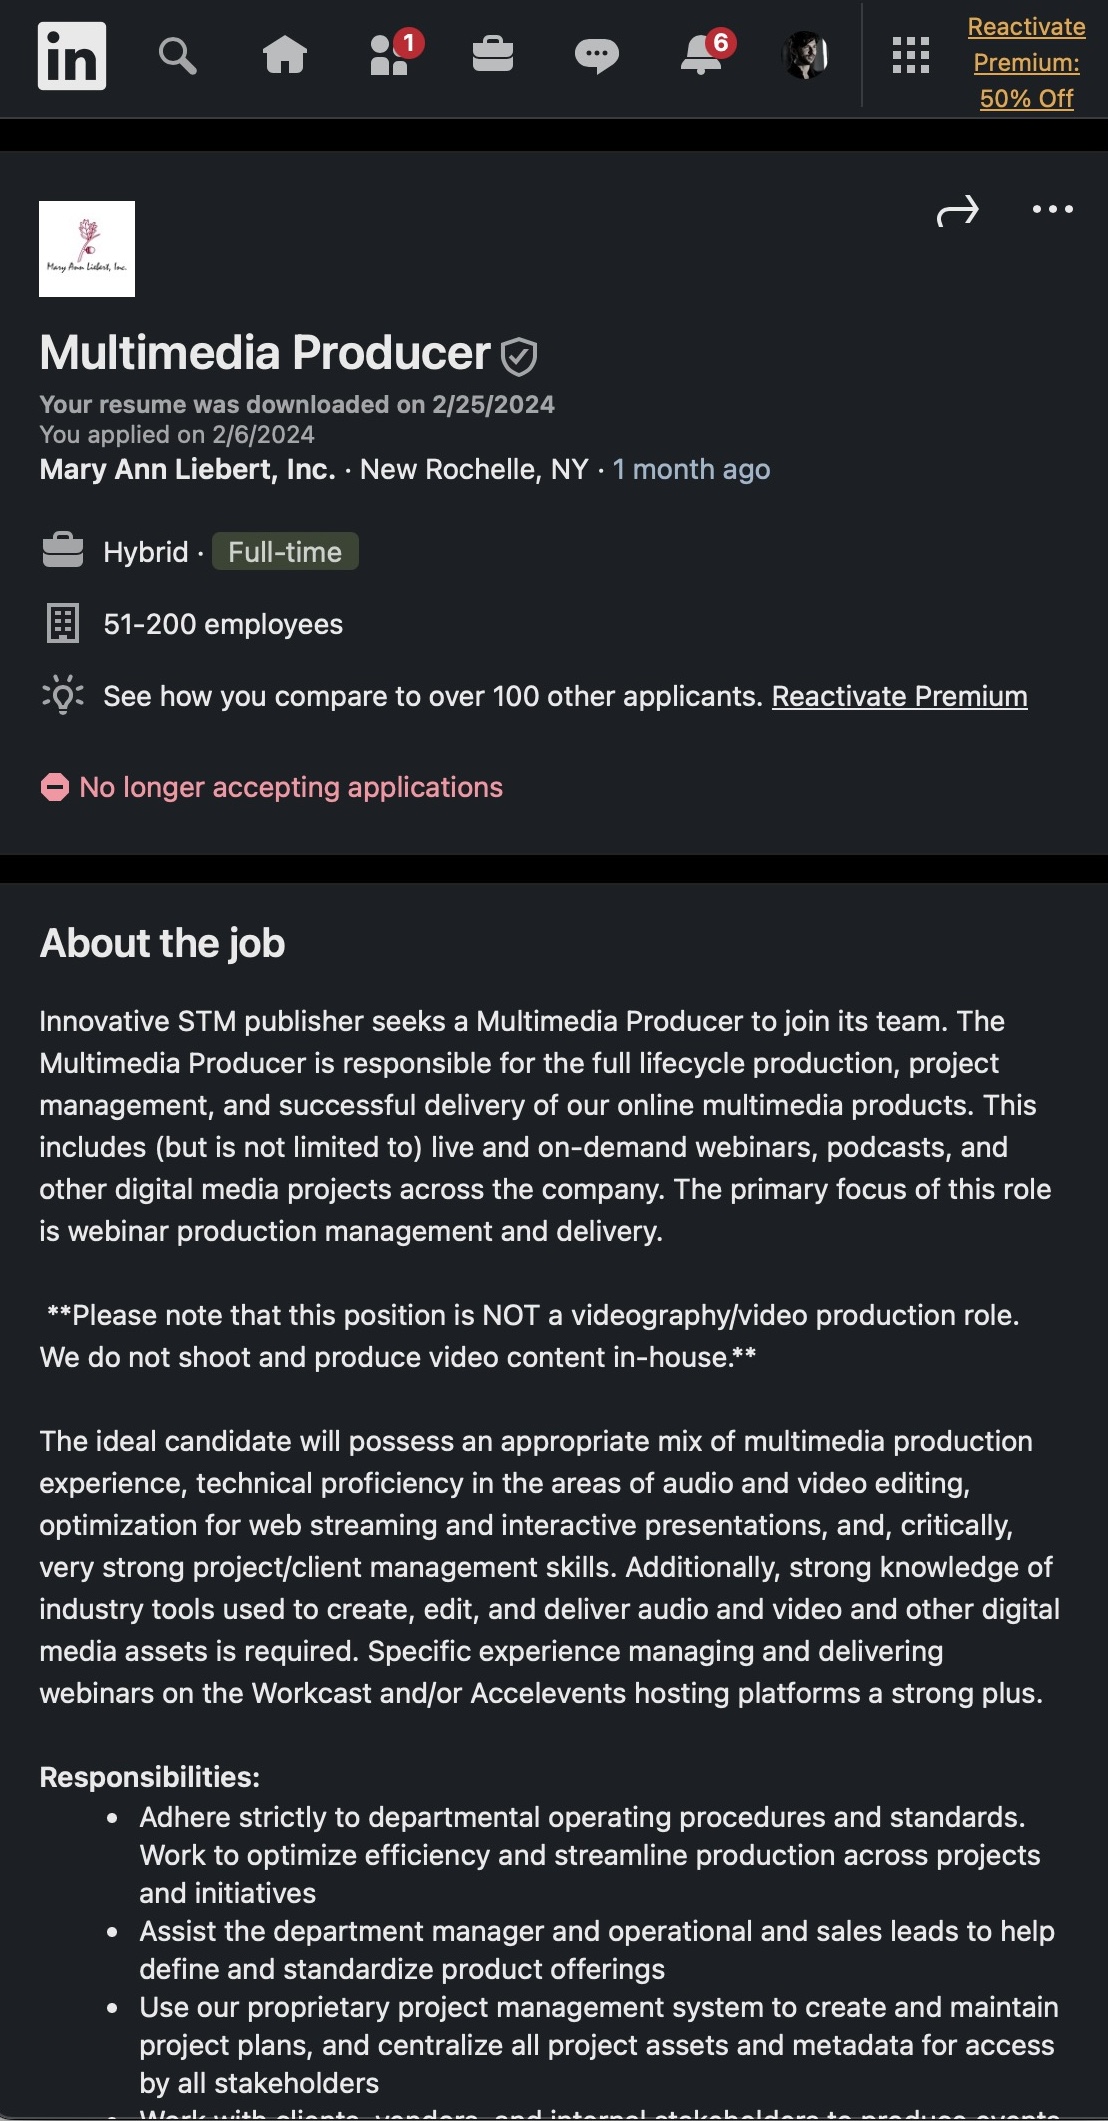 in
1
6
Reactivate
Premium:
50% Off
Mary Ann Liebert, Inc.
Multimedia Producer
Your resume was downloaded on 2/25/2024
You applied on 2/6/2024
Mary Ann Liebert, Inc. · New Rochelle, NY · 1 month ago
Hybrid · Full-time
51-200 employees
See how you compare to over 100 other applicants. Reactivate Premium
No longer accepting applications
About the job
Innovative STM publisher seeks a Multimedia Producer to join its team. The
Multimedia Producer is responsible for the full lifecycle production, project
management, and successful delivery of our online multimedia products. This
includes (but is not limited to) live and on-demand webinars, podcasts, and
other digital media projects across the company. The primary focus of this role
is webinar production management and delivery.
**Please note that this position is NOT a videography/video production role.
We do not shoot and produce video content in-house.**
The ideal candidate will possess an appropriate mix of multimedia production
experience, technical proficiency in the areas of audio and video editing,
optimization for web streaming and interactive presentations, and, critically,
very strong project/client management skills. Additionally, strong knowledge of
industry tools used to create, edit, and deliver audio and video and other digital
media assets is required. Specific experience managing and delivering
webinars on the Workcast and/or Accelevents hosting platforms a strong plus.
Responsibilities:
• Adhere strictly to departmental operating procedures and standards.
Work to optimize efficiency and streamline production across projects
and initiatives
• Assist the department manager and operational and sales leads to help
define and standardize product offerings
• Use our proprietary project management system to create and maintain
project plans, and centralize all project assets and metadata for access
by all stakeholders
• Work with clients, vendors, and internal stakeholders to produce events